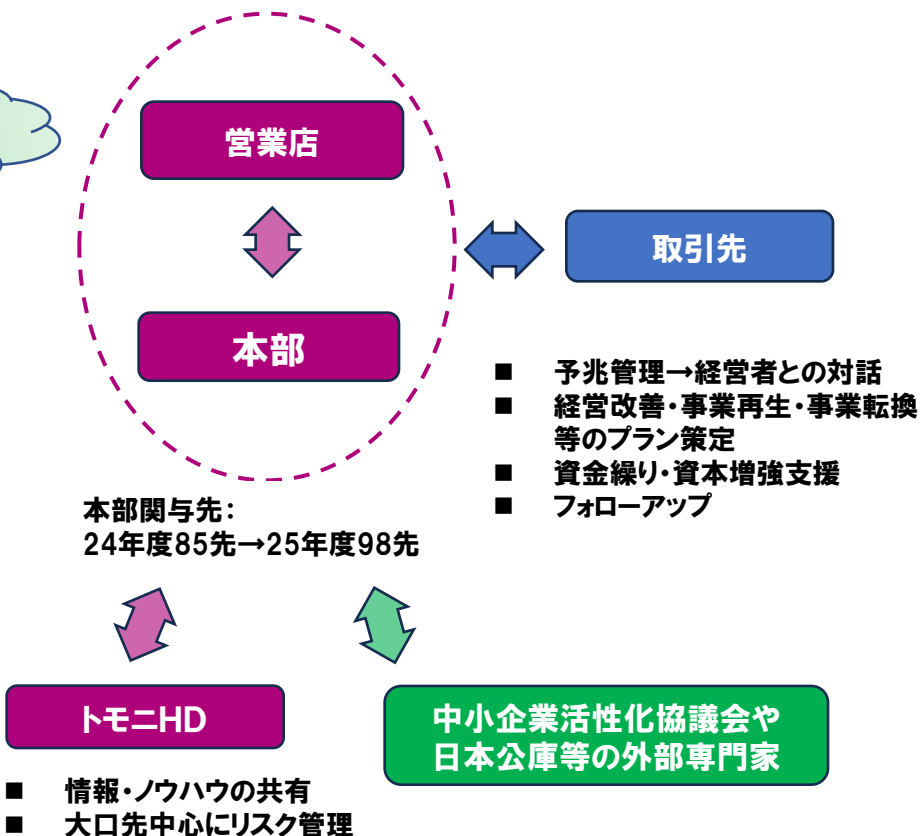 営業店
本部
取引先
■ 予兆管理→経営者との対話
■ 経営改善・事業再生・事業転換
等のプラン策定
■ 資金繰り・資本増強支援
■ フォローアップ
本部関与先：
24年度85先→25年度98先
トモニHD
■ 情報・ノウハウの共有
■ 大口先中心にリスク管理
中小企業活性化協議会や
日本公庫等の外部専門家